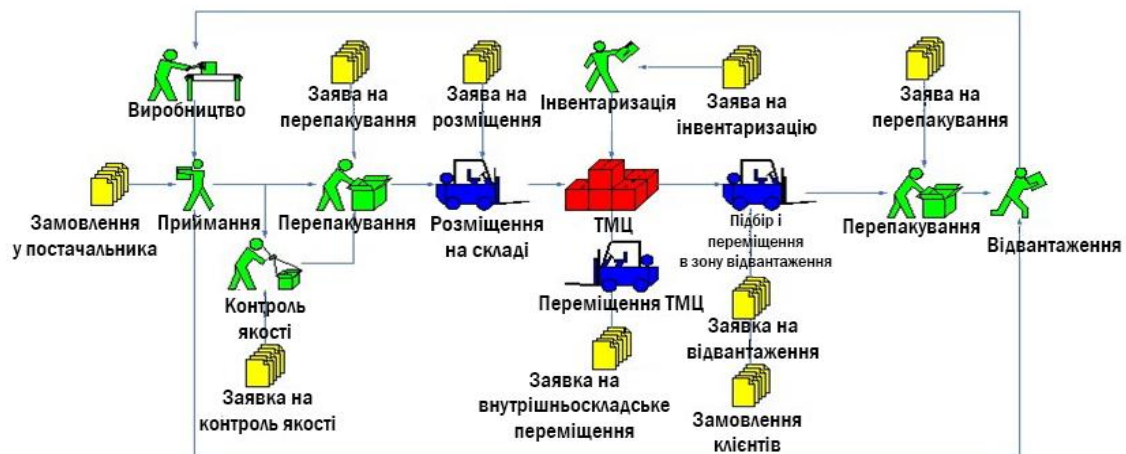 Виробництво
Заява на
перепакування
Заява на
розміщення
Інвентаризація
Заява на
інвентаризацію
Заява на
перепакування
Замовлення
у постачальника
Приймання
Перепакування
Розміщення
на складі
ТМЦ
Підбір і
переміщення
в зону відвантаження
Перепакування
Відвантаження
Контроль
якості
Переміщення ТМЦ
Заявка на
відвантаження
Заявка на
контроль якості
Заявка на
внутрішньоскладське
переміщення
Замовлення
клієнтів